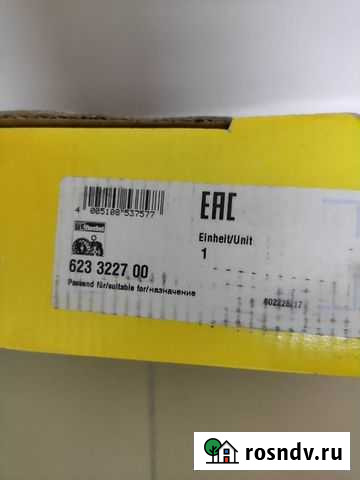 4 005108 537577
EAC
Einheit/Unit
1
623 3227 00
Passend für/suitable for/назначение
rosndv.ru